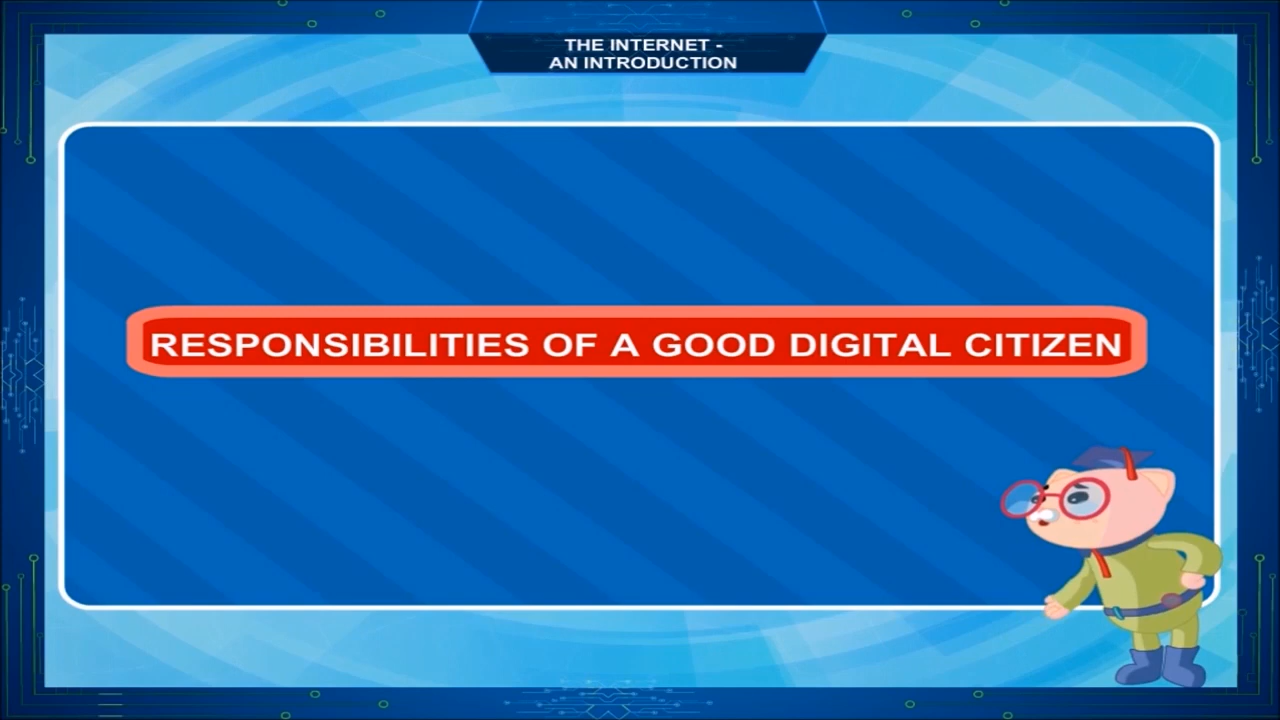 THE INTERNET -
AN INTRODUCTION
RESPONSIBILITIES OF A GOOD DIGITAL CITIZEN